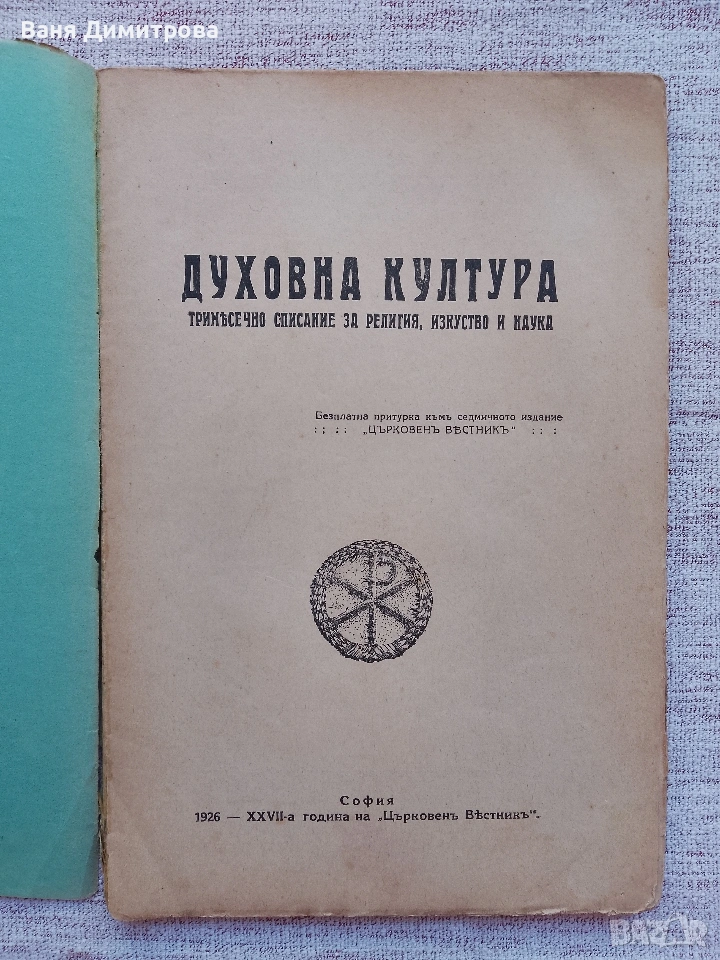 Ваня Димитрова
ДУХОВНА КУЛТУРА
ТРИМѢСЕЧНО СПИСАНИЕ ЗА РЕЛИГИЯ, ИЗКУСТВО И НАУКА
Безплатна притурка къмъ седмичното издание
:: :: „ЦЪРКОВЕНЪ ВѢСТНИКЪ“ :: :
София
1926 — XXVII-а година на „Църковенъ Вѣстникъ“.
BAZAR